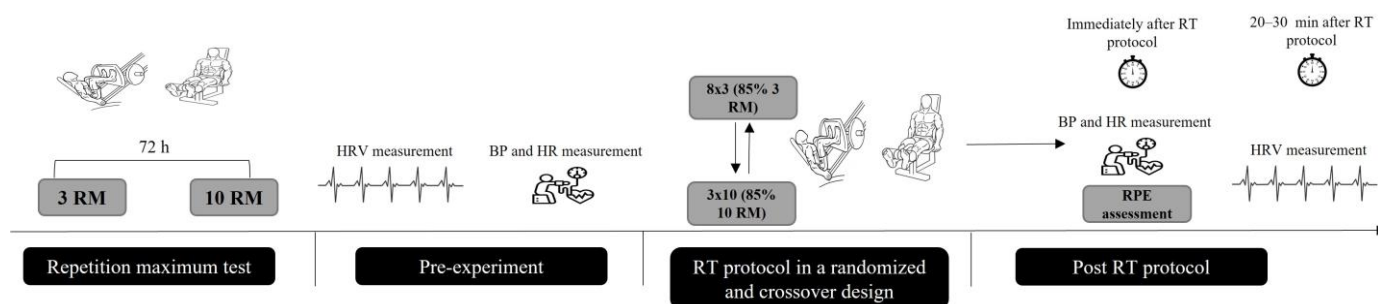 72 h
3 RM
10 RM
Repetition maximum test
HRV measurement
BP and HR measurement
Pre-experiment
8x3 (85% 3
RM)
3x10 (85%
10 RM)
RT protocol in a randomized
and crossover design
Immediately after RT
protocol
BP and HR measurement
RPE
assessment
20–30 min after RT
protocol
HRV measurement
Post RT protocol